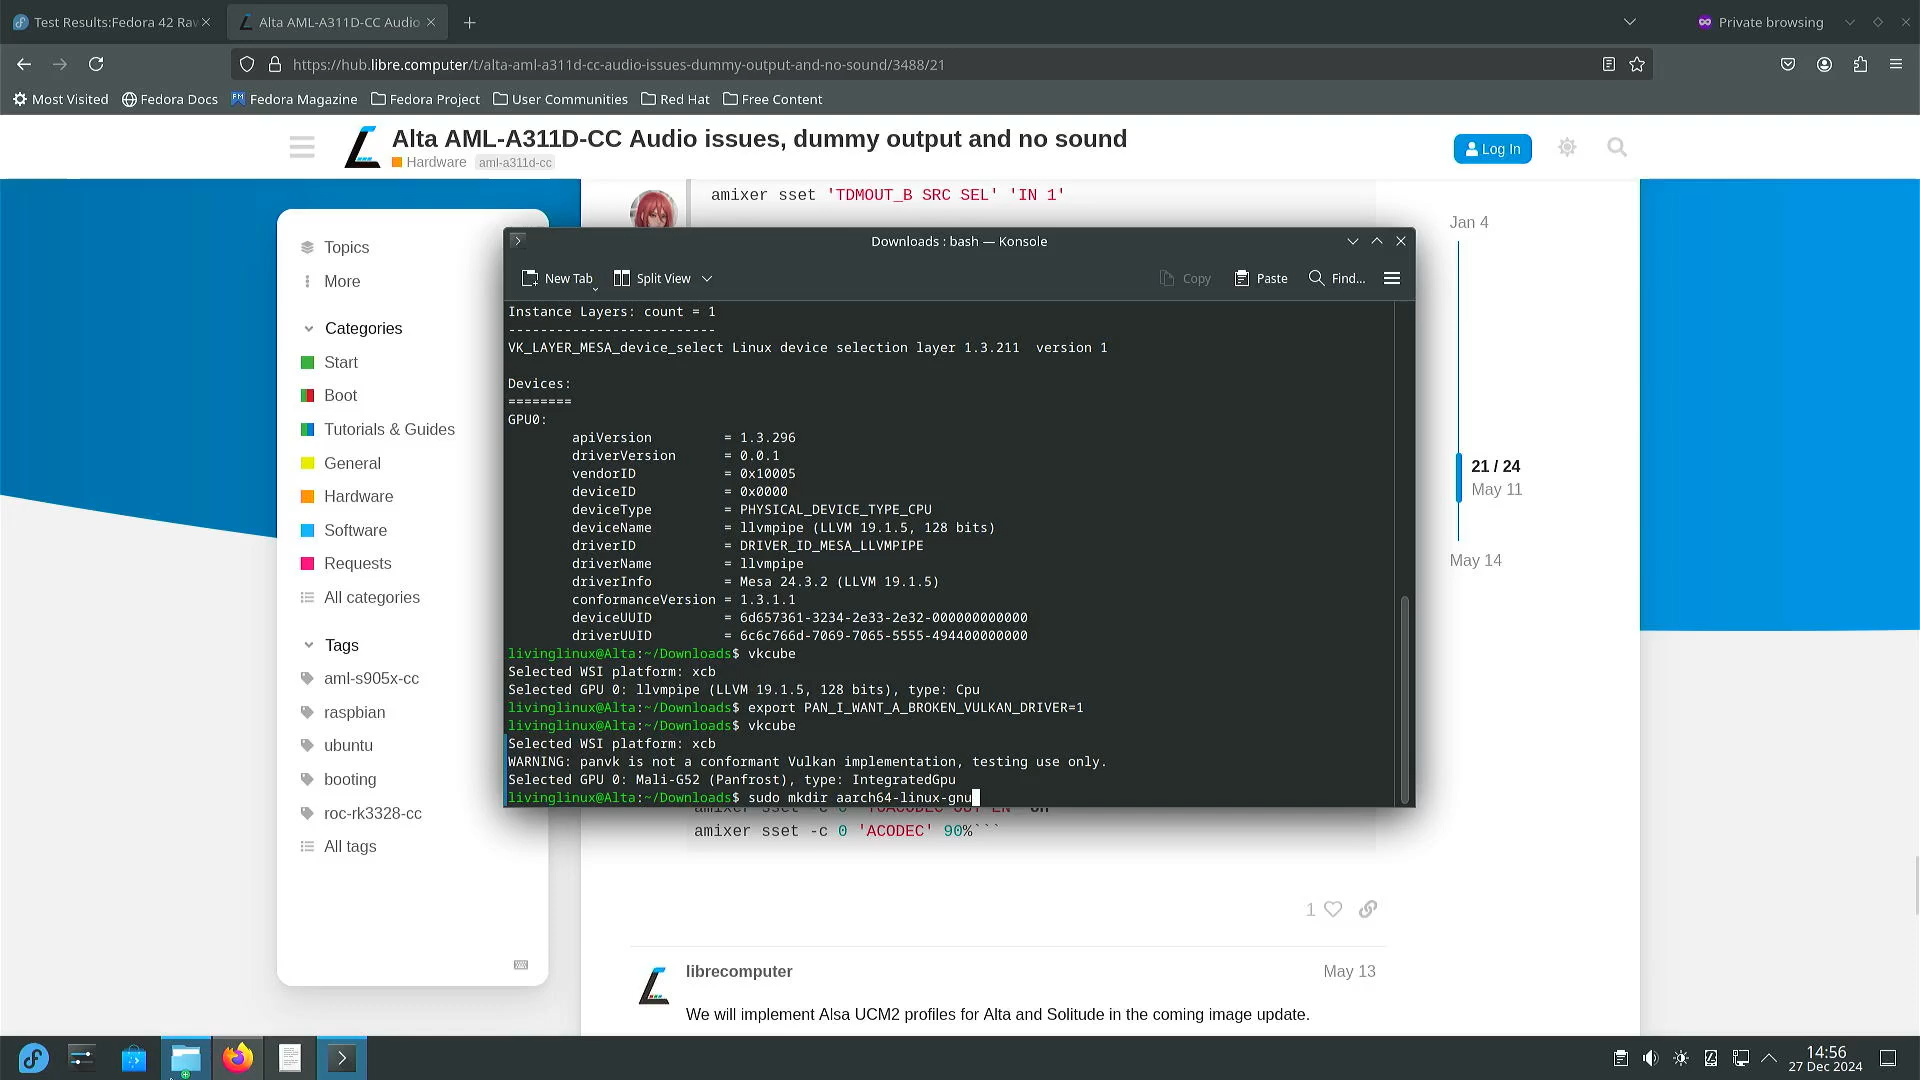 Test Results:Fedora 42 Raw
Alta AML-A311D-CC Audio
Private browsing
https://hub.libre.computer/t/alta-aml-a311d-cc-audio-issues-dummy-output-and-no-sound/3488/21
Most Visited
Fedora Docs
Fedora Magazine
Fedora Project
User Communities
Red Hat
Free Content
Alta AML-A311D-CC Audio issues, dummy output and no sound
Hardware aml-a311d-cc
Log In
amixer sset 'TDMOUT_B SRC SEL' 'IN 1'
Topics
More
Categories
Start
Boot
Tutorials & Guides
General
Hardware
Software
Requests
All categories
Tags
aml-s905x-cc
raspbian
ubuntu
booting
roc-rk3328-cc
All tags
Downloads : bash — Konsole
New Tab
Split View
Copy
Paste
Find...
Instance Layers: count = 1
--------------------------
VK_LAYER_MESA_device_select Linux device selection layer 1.3.211  version 1
Devices:
========
GPU0:
apiVersion         = 1.3.296
driverVersion      = 0.0.1
vendorID           = 0x10005
deviceID           = 0x0000
deviceType         = PHYSICAL_DEVICE_TYPE_CPU
deviceName         = llvmpipe (LLVM 19.1.5, 128 bits)
driverID           = DRIVER_ID_MESA_LLVMPIPE
driverName         = llvmpipe
driverInfo         = Mesa 24.3.2 (LLVM 19.1.5)
conformanceVersion = 1.3.1.1
deviceUUID         = 6d657361-3234-2e33-2e32-000000000000
driverUUID         = 6c6c766d-7069-7065-5555-494400000000
livinglinux@Alta:~/Downloads$ vkcube
Selected WSI platform: xcb
Selected GPU 0: llvmpipe (LLVM 19.1.5, 128 bits), type: Cpu
livinglinux@Alta:~/Downloads$ export PAN_I_WANT_A_BROKEN_VULKAN_DRIVER=1
livinglinux@Alta:~/Downloads$ vkcube
Selected WSI platform: xcb
WARNING: panvk is not a conformant Vulkan implementation, testing use only.
Selected GPU 0: Mali-G52 (Panfrost), type: IntegratedGpu
livinglinux@Alta:~/Downloads$ sudo mkdir aarch64-linux-gnu
amixer sset -c 0 'ACODEC' 90%```
1
librecomputer
May 13
We will implement Alsa UCM2 profiles for Alta and Solitude in the coming image update.
Jan 4
21 / 24
May 11
May 14
14:56
27 Dec 2024